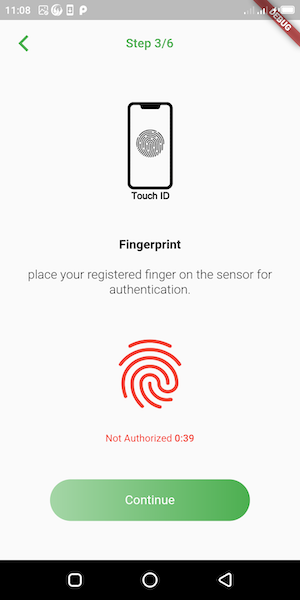 11:08
DEBUG
Step 3/6
Touch ID
Fingerprint
place your registered finger on the sensor for
authentication.
Not Authorized 0:39
Continue